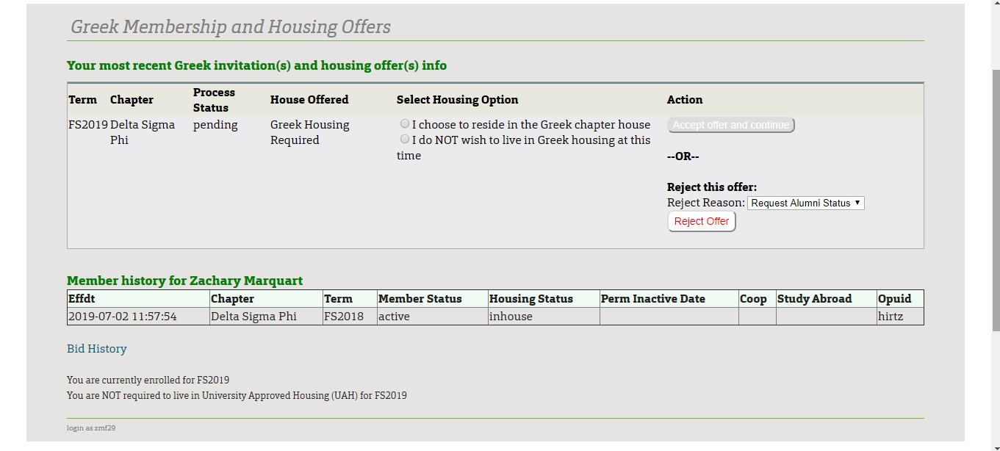 Greek Membership and Housing Offers
Your most recent Greek invitation(s) and housing offer(s) info
Term Chapter Process Status House Offered Select Housing Option Action
FS2019 Delta Sigma Phi pending Greek Housing Required
I choose to reside in the Greek chapter house
I do NOT wish to live in Greek housing at this time
Accept offer and continue
--OR--
Reject this offer:
Reject Reason: Request Alumni Status
Reject Offer
Member history for Zachary Marquart
Effdt Chapter Term Member Status Housing Status Perm Inactive Date Coop Study Abroad Opuid
2019-07-02 11:57:54 Delta Sigma Phi FS2018 active inhouse hirtz
Bid History
You are currently enrolled for FS2019
You are NOT required to live in University Approved Housing (UAH) for FS2019
login as zmf29